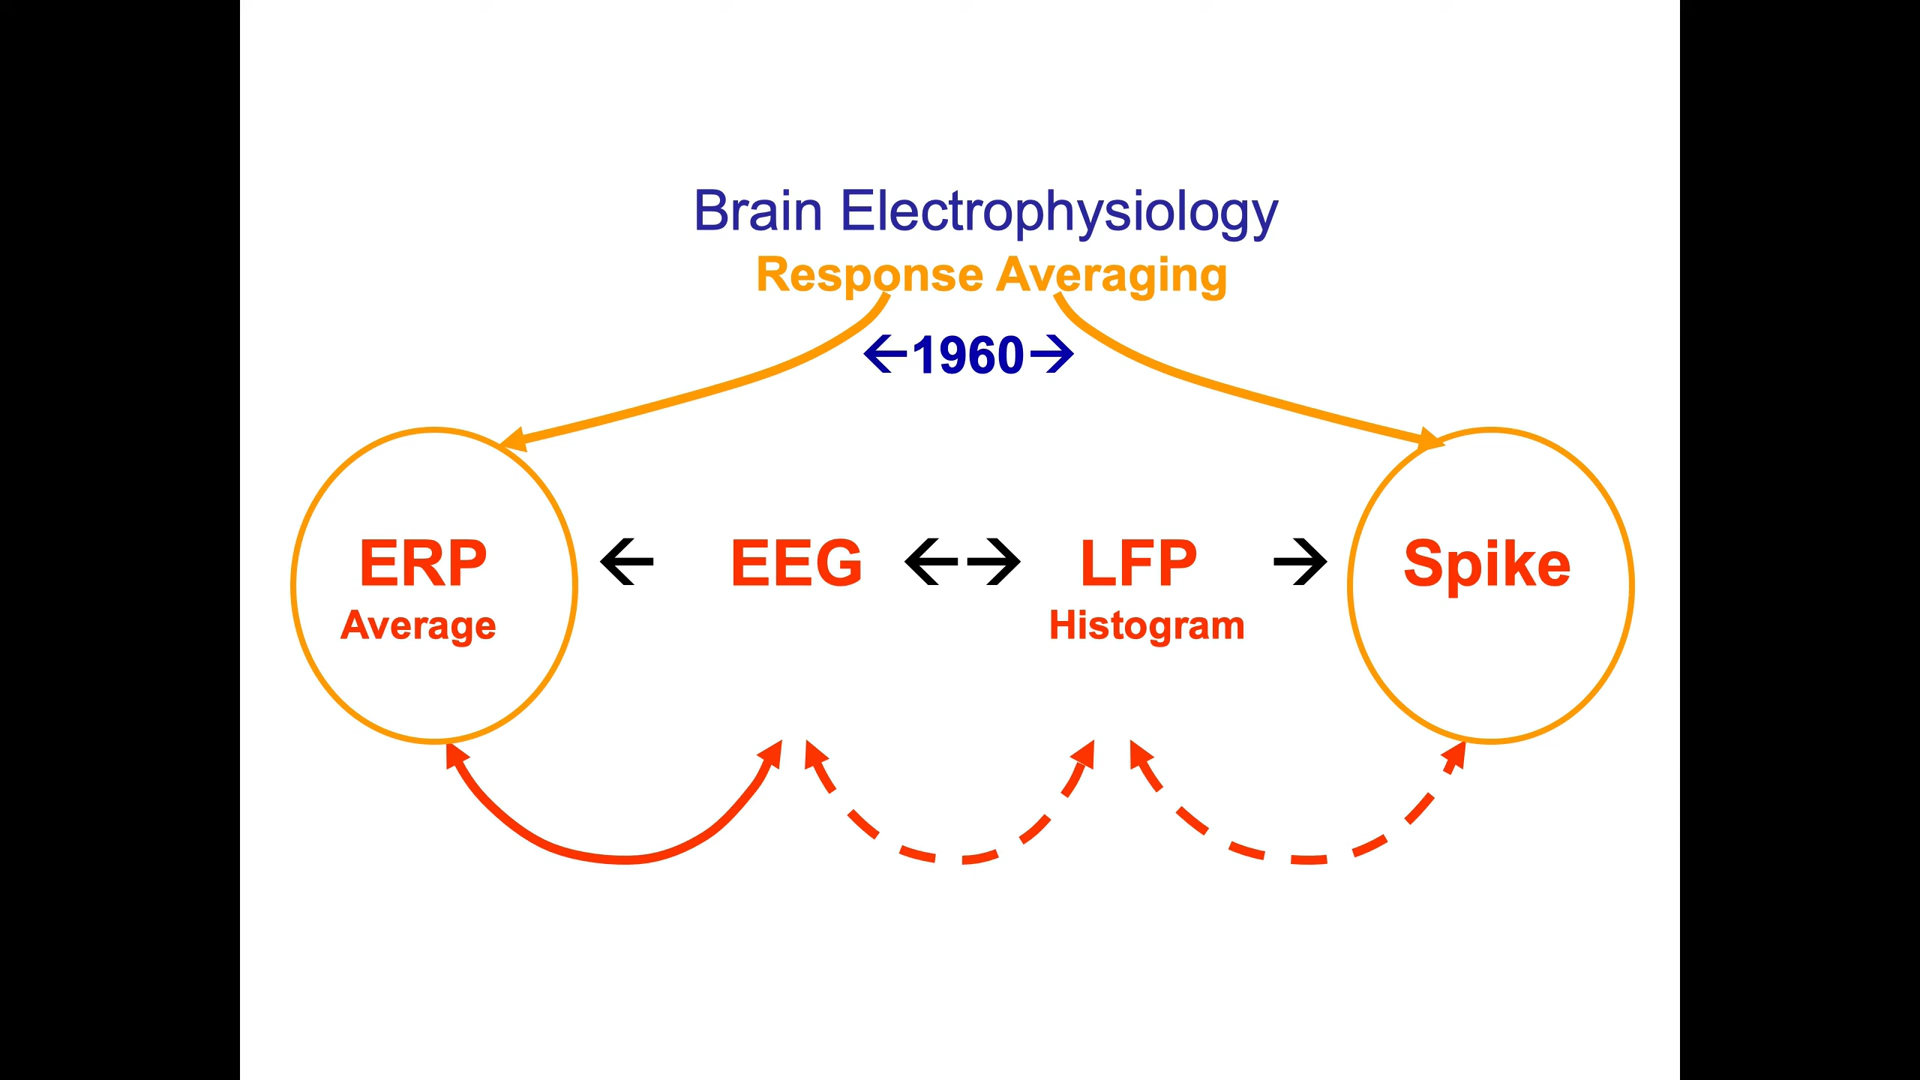 Brain Electrophysiology
Response Averaging
←1960→
ERP ← EEG ←→ LFP → Spike
Average Histogram